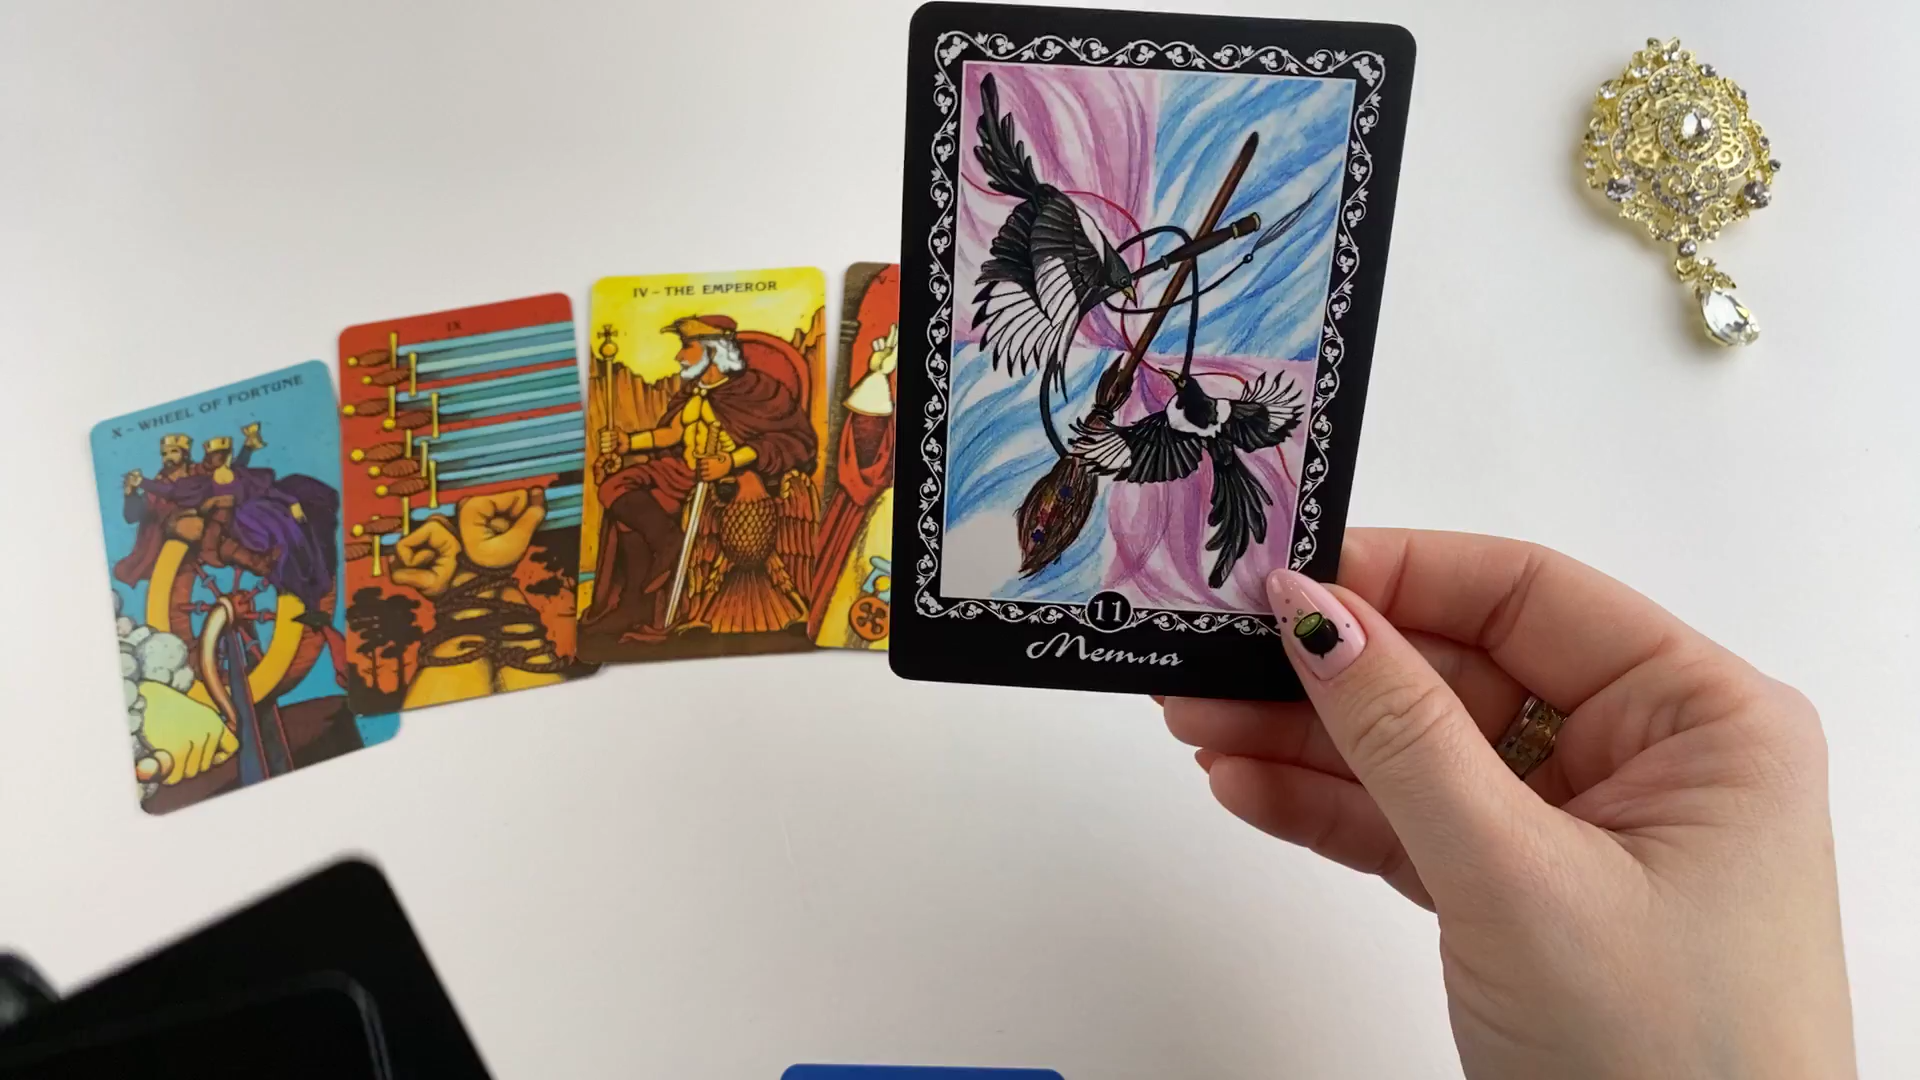 X - WHEEL OF FORTUNE
IX
IV - THE EMPEROR
V-
11
Метла